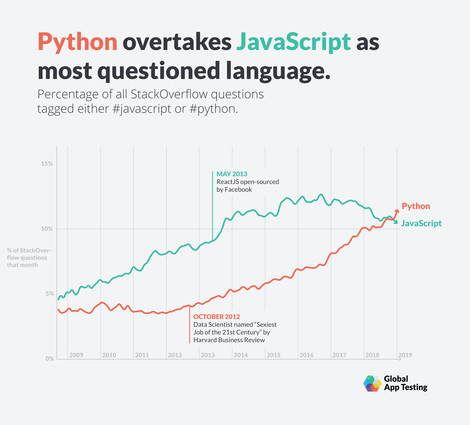 Python overtakes JavaScript as
most questioned language.
Percentage of all StackOverflow questions
tagged either #javascript or #python.
15%
MAY 2013
ReactJS open-sourced
by Facebook
Python
JavaScript
10%
% of StackOver-
flow questions
that month
5%
OCTOBER 2012
Data Scientist named "Sexiest
Job of the 21st Century" by
Harvard Business Review
0%
2009 2010 2011 2012 2013 2014 2015 2016 2017 2018 2019
Global
App Testing